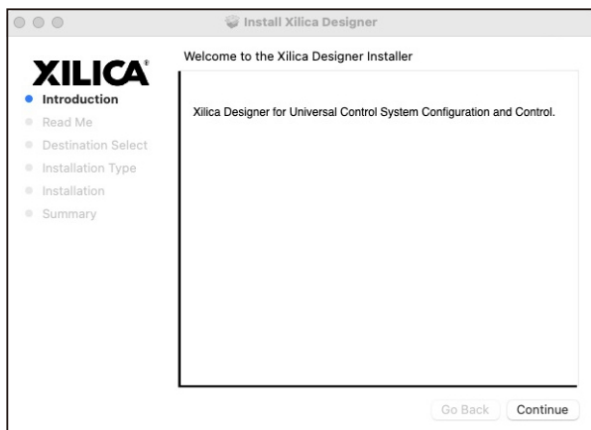 Install Xilica Designer
XILICA®
Welcome to the Xilica Designer Installer
Introduction
Read Me
Destination Select
Installation Type
Installation
Summary
Xilica Designer for Universal Control System Configuration and Control.
Go Back
Continue